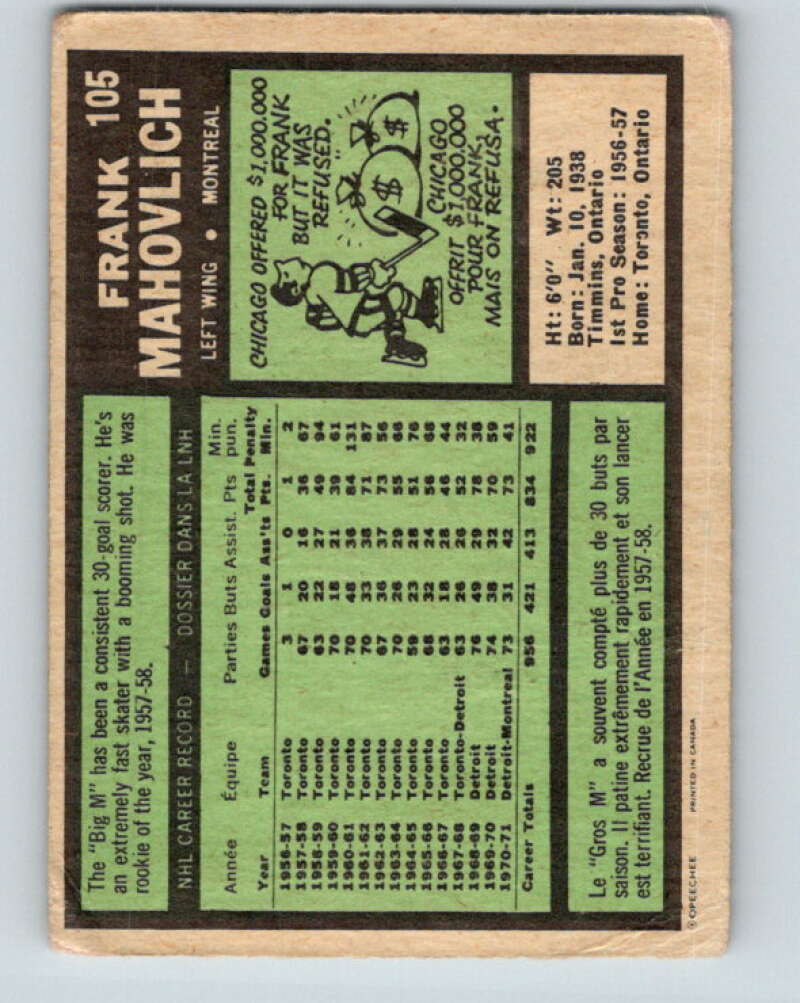 The "Big M" has been a consistent 30-goal scorer. He's
an extremely fast skater with a booming shot. He was
rookie of the year, 1957-58.
FRANK 105
MAHOVLICH
LEFT WING • MONTREAL
NHL CAREER RECORD — DOSSIER DANS LA LNH
Année Équipe Parties Buts Assist. Pts Min. pun.
Year Team Games Goals Ass'ts Total Pts. Penalty Min.
1956-57 Toronto 3 1 0 1 2
1957-58 Toronto 67 20 16 36 67
1958-59 Toronto 63 22 27 49 94
1959-60 Toronto 70 18 21 39 61
1960-61 Toronto 70 48 36 84 131
1961-62 Toronto 70 33 38 71 87
1962-63 Toronto 67 36 37 73 56
1963-64 Toronto 70 26 29 55 66
1964-65 Toronto 59 23 28 51 76
1965-66 Toronto 68 32 24 56 68
1966-67 Toronto 63 18 28 46 44
1967-68 Toronto-Detroit 63 26 26 52 32
1968-69 Detroit 76 49 29 78 38
1969-70 Detroit 74 38 32 70 59
1970-71 Detroit-Montreal 73 31 42 73 41
Career Totals 956 421 413 834 922
CHICAGO OFFERED $1,000,000
FOR FRANK
BUT IT WAS
REFUSED.
$
$
CHICAGO
OFFRIT $1,000,000
POUR FRANK,
MAIS ON REFUSA.
Ht: 6'0" Wt: 205
Born: Jan. 10, 1938
Timmins, Ontario
1st Pro Season: 1956-57
Home: Toronto, Ontario
Le "Gros M" a souvent compté plus de 30 buts par
saison. Il patine extrêmement rapidement et son lancer
est terrifiant. Recrue de l'Année en 1957-58.
© OPEECHEE PRINTED IN CANADA